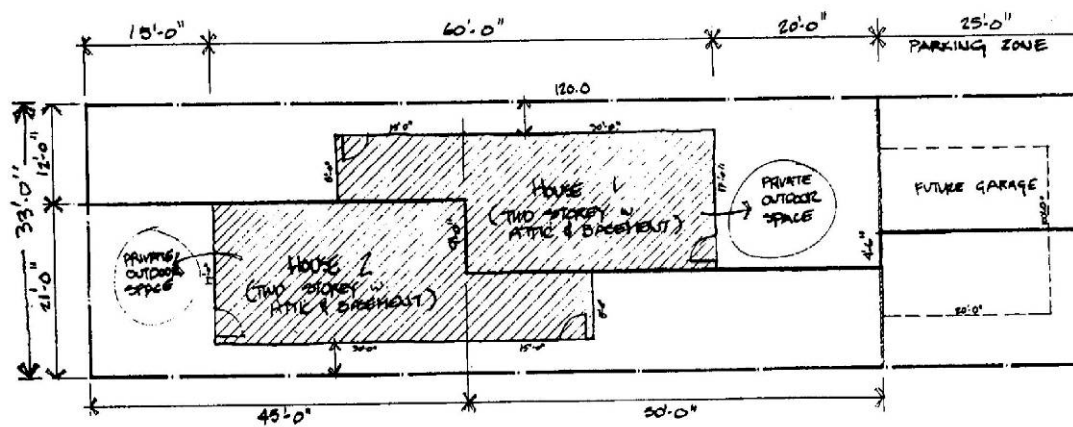 15'-0"
60'-0"
20'-0"
25'-0"
PARKING ZONE
120.0
33'-0"
12'-0"
21'-0"
15'-0"
30'-0"
HOUSE 1
(TWO STOREY W
ATTIC & BASEMENT)
PRIVATE
OUTDOOR
SPACE
FUTURE GARAGE
PRIVATE
OUTDOOR
SPACE
HOUSE 2
(TWO STOREY W
ATTIC & BASEMENT)
20'-0"
30'-0"
15'-0"
45'-0"
50'-0"